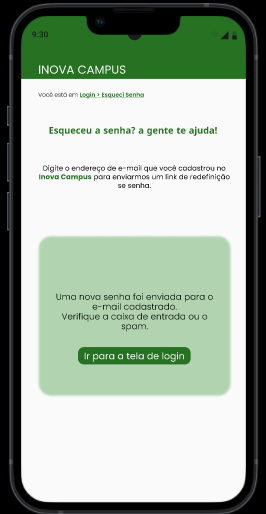 9:30
INOVA CAMPUS
Você está em Login > Esqueci Senha
Esqueceu a senha? a gente te ajuda!
Digite o endereço de e-mail que você cadastrou no
Inova Campus para enviarmos um link de redefinição
se senha.
Uma nova senha foi enviada para o
e-mail cadastrado.
Verifique a caixa de entrada ou o
spam.
Ir para a tela de login